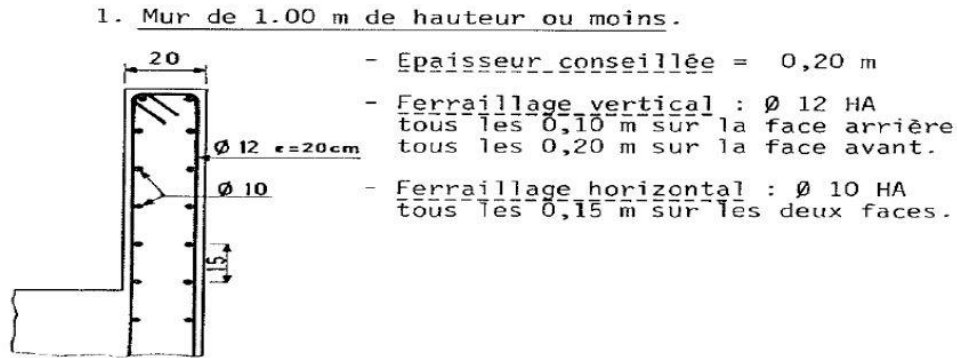 1. Mur de 1.00 m de hauteur ou moins.
20
- Epaisseur conseillée = 0,20 m
- Ferraillage vertical : Ø 12 HA
tous les 0,10 m sur la face arrière
tous les 0,20 m sur la face avant.
Ø 12 e=20cm
Ø 10
- Ferraillage horizontal : Ø 10 HA
tous les 0,15 m sur les deux faces.
15